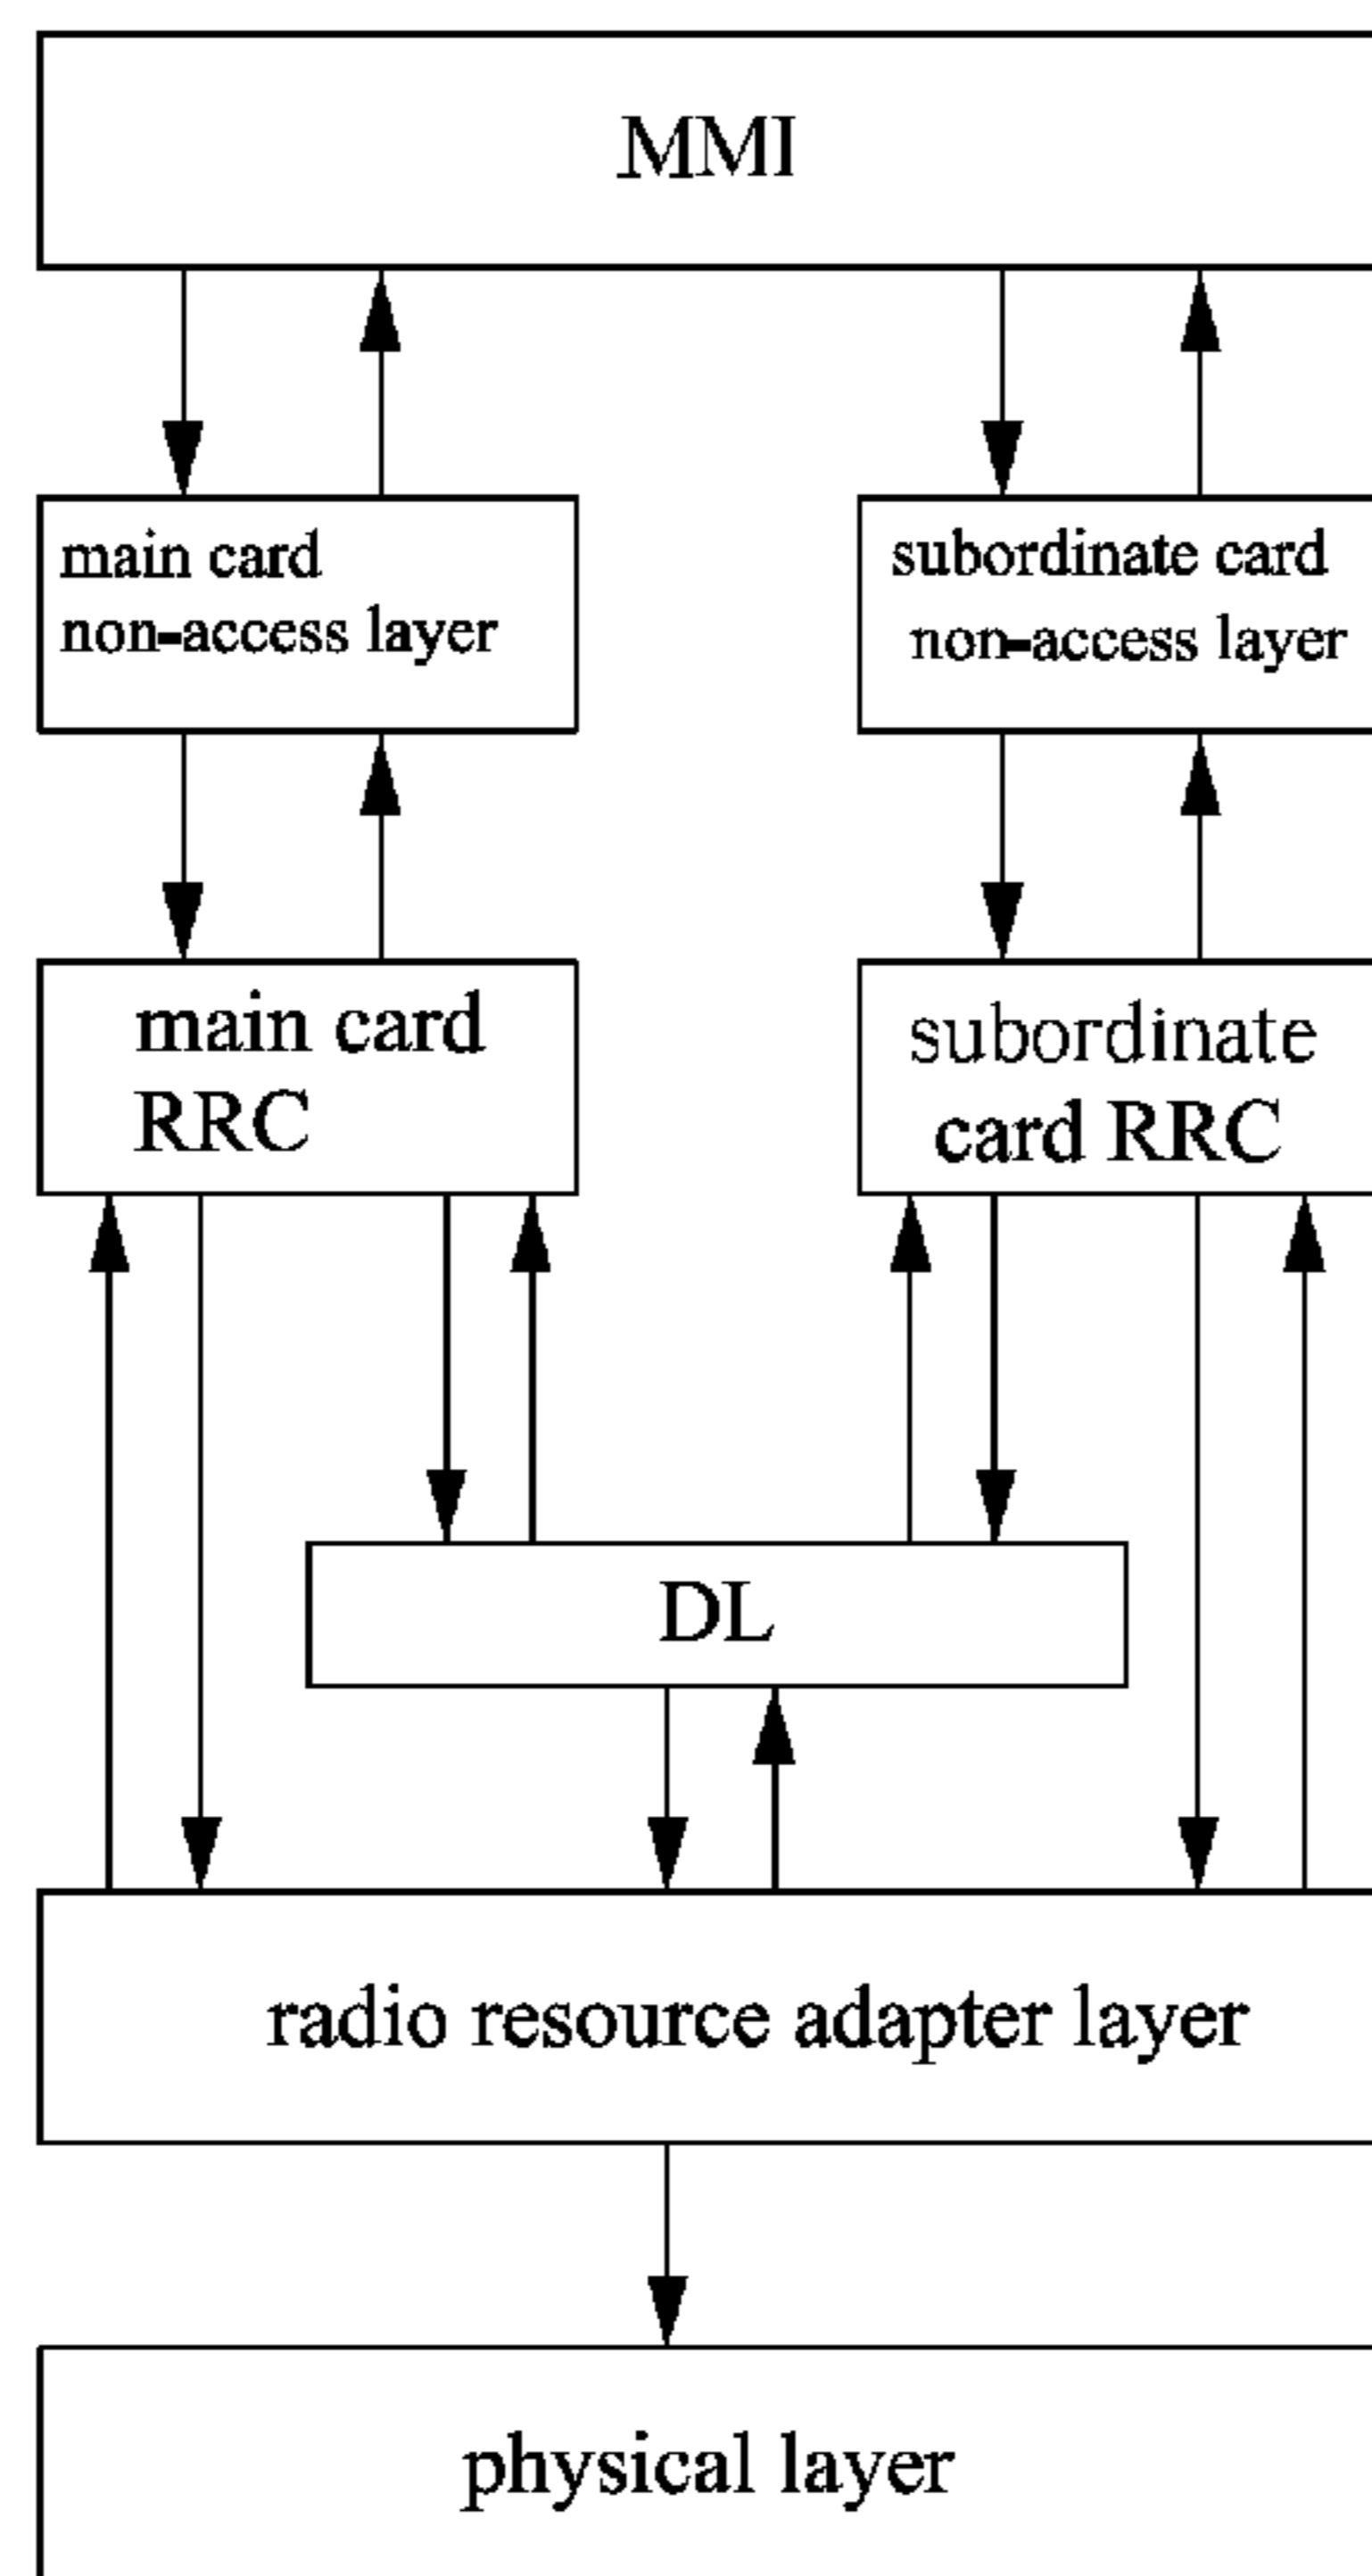 MMI
main card
non-access layer
subordinate card
non-access layer
main card
RRC
subordinate
card RRC
DL
radio resource adapter layer
physical layer